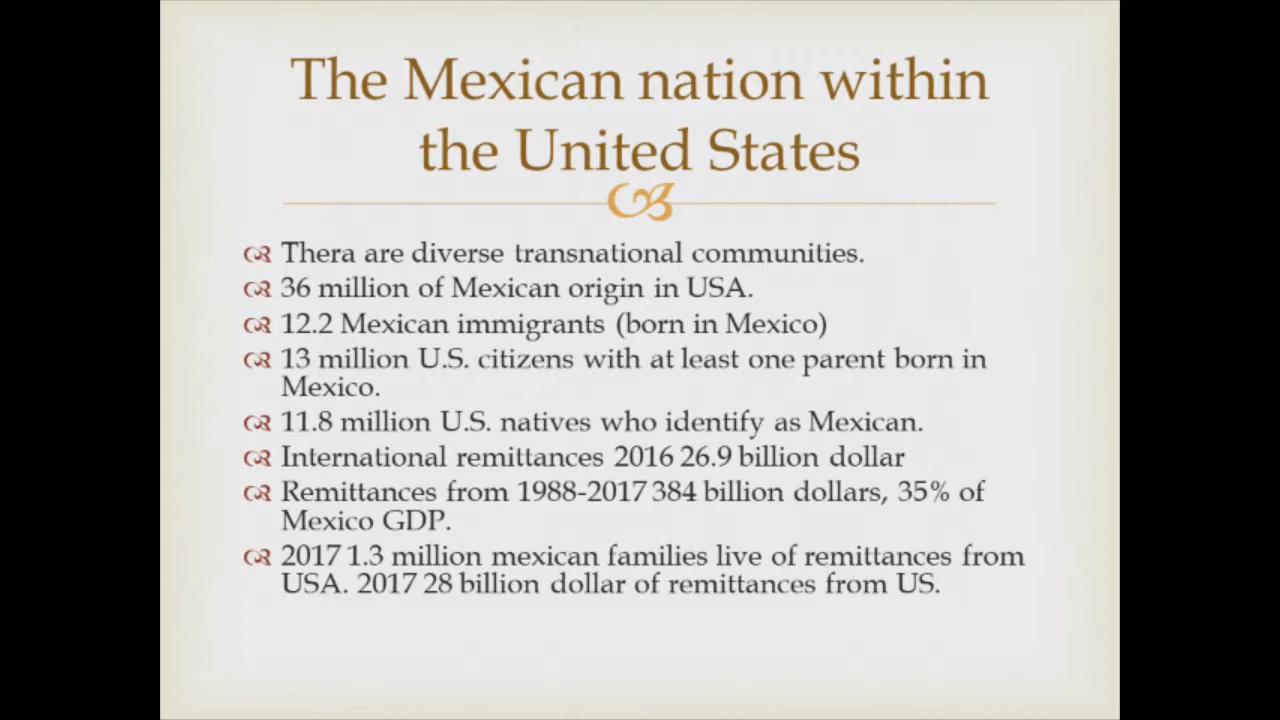 The Mexican nation within
the United States
Thera are diverse transnational communities.
36 million of Mexican origin in USA.
12.2 Mexican immigrants (born in Mexico)
13 million U.S. citizens with at least one parent born in
Mexico.
11.8 million U.S. natives who identify as Mexican.
International remittances 2016 26.9 billion dollar
Remittances from 1988-2017 384 billion dollars, 35% of
Mexico GDP.
2017 1.3 million mexican families live of remittances from
USA. 2017 28 billion dollar of remittances from US.